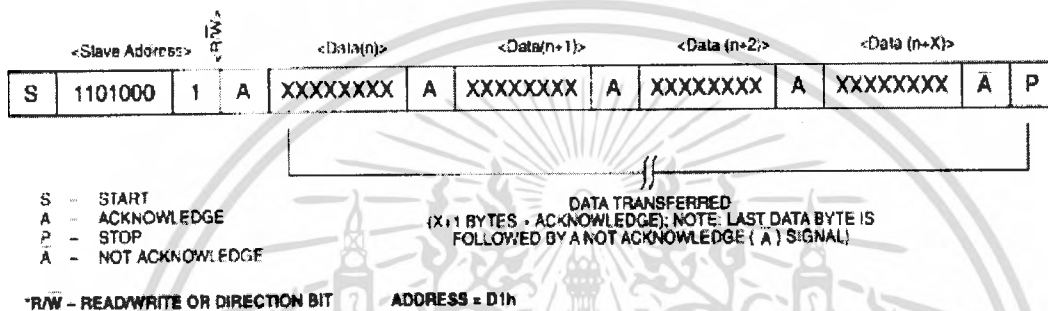 <Slave Address> <R/W̅> <Data(n)> <Data(n+1)> <Data (n+2)> <Data (n+X)>
S 1101000 1 A XXXXXXXX A XXXXXXXX A XXXXXXXX A XXXXXXXX A̅ P
S – START
A – ACKNOWLEDGE
P – STOP
A̅ – NOT ACKNOWLEDGE
DATA TRANSFERRED
(X+1 BYTES + ACKNOWLEDGE); NOTE: LAST DATA BYTE IS
FOLLOWED BY A NOT ACKNOWLEDGE ( A̅ ) SIGNAL)
*R/W̅ – READ/WRITE OR DIRECTION BIT ADDRESS = D1h